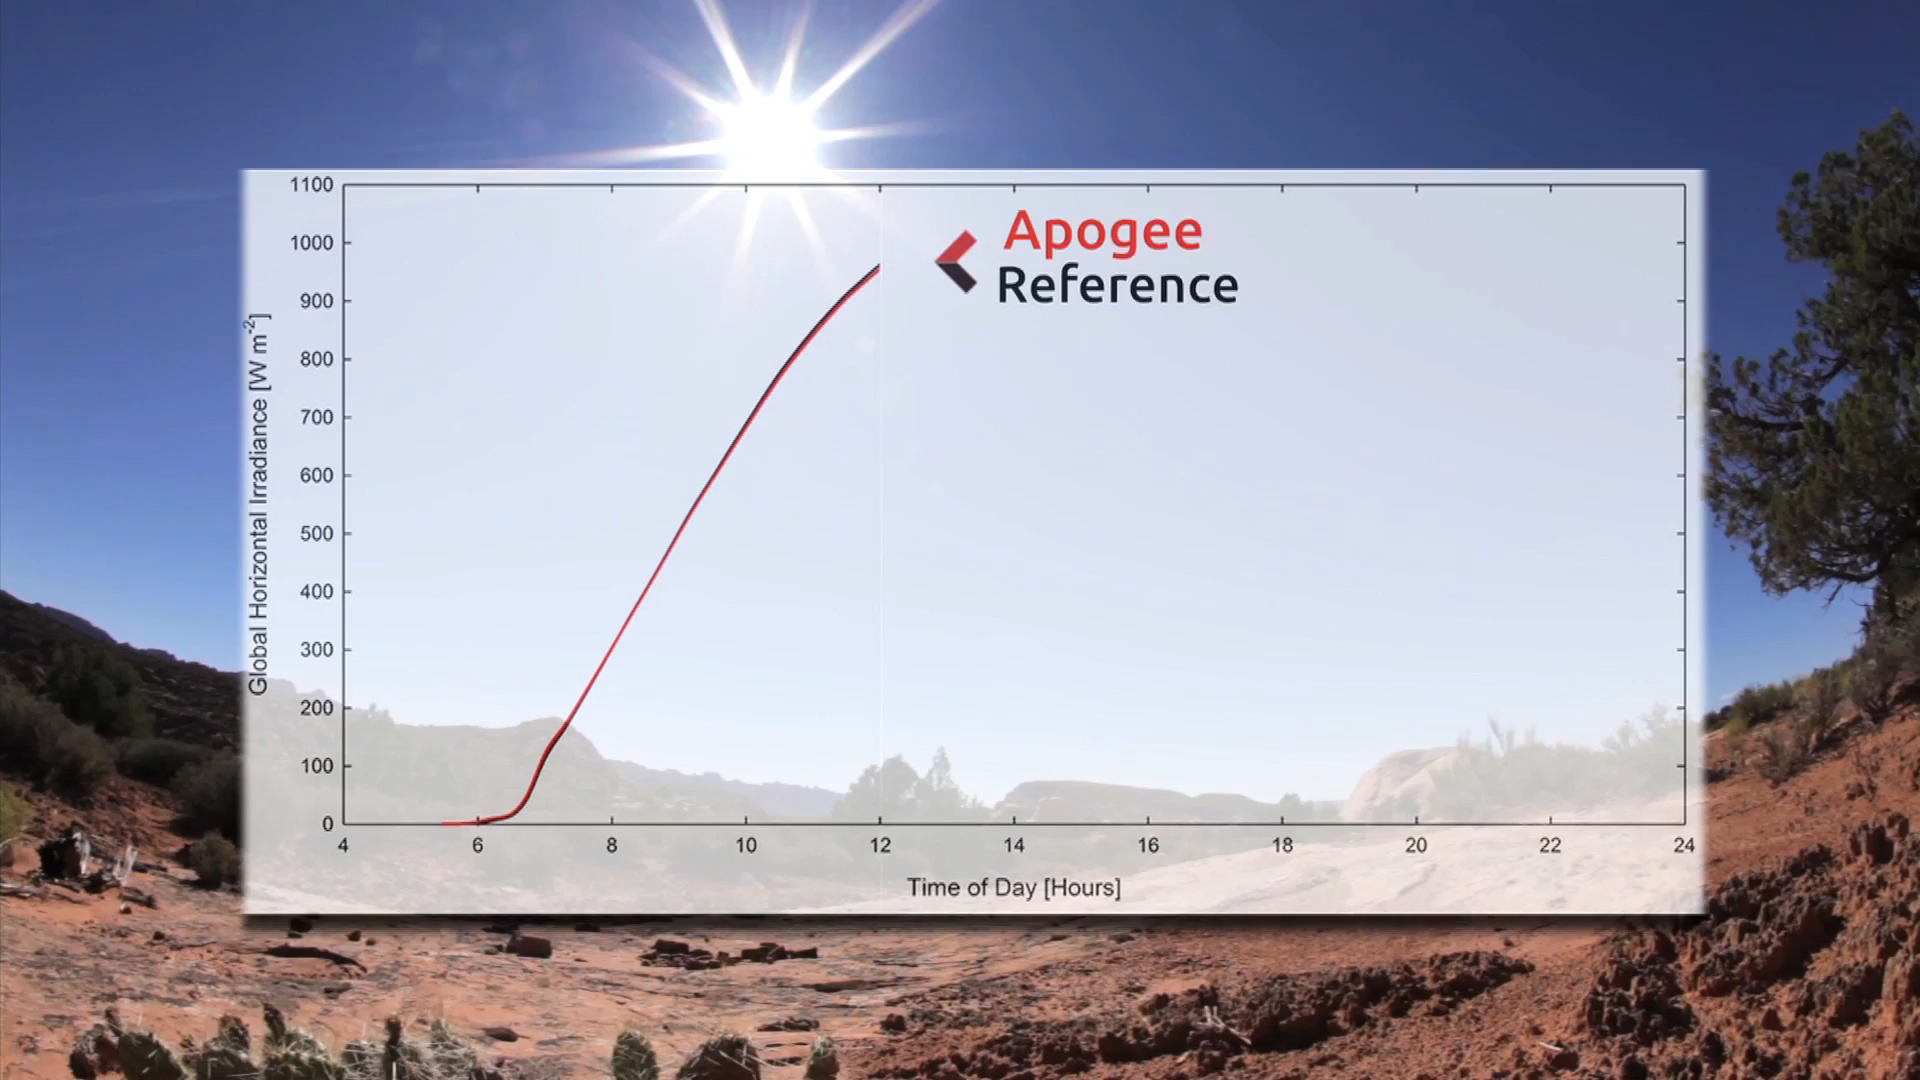 Apogee
Reference
1100
1000
900
800
700
600
500
400
300
200
100
0
Global Horizontal Irradiance [W m-2]
4 6 8 10 12 14 16 18 20 22 24
Time of Day [Hours]